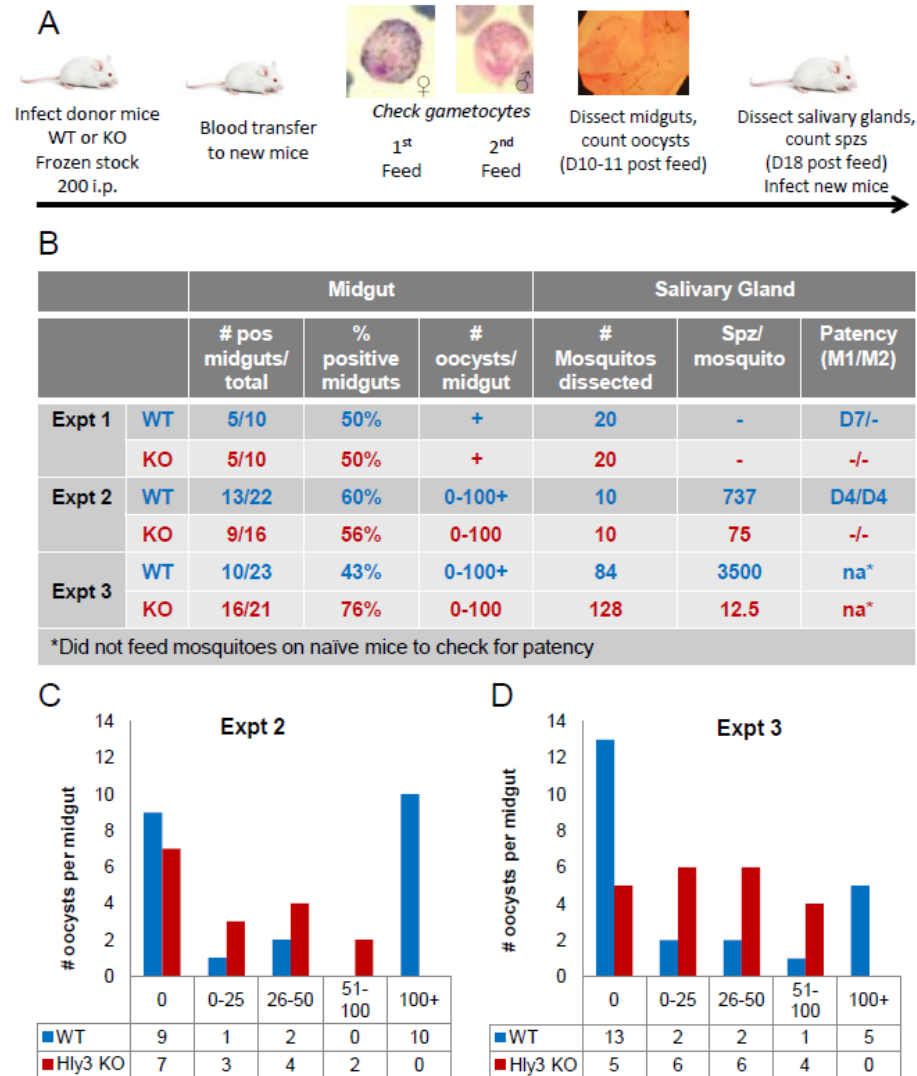 A
♀
♂
Infect donor mice
WT or KO
Frozen stock
200 i.p.
Blood transfer
to new mice
Check gametocytes
1st
Feed
2nd
Feed
Dissect midguts,
count oocysts
(D10-11 post feed)
Dissect salivary glands,
count spzs
(D18 post feed)
Infect new mice
B
Midgut Salivary Gland
# pos
midguts/
total
%
positive
midguts
#
oocysts/
midgut
#
Mosquitos
dissected
Spz/
mosquito
Patency
(M1/M2)
Expt 1 WT 5/10 50% + 20 - D7/-
KO 5/10 50% + 20 - -/-
Expt 2 WT 13/22 60% 0-100+ 10 737 D4/D4
KO 9/16 56% 0-100 10 75 -/-
Expt 3 WT 10/23 43% 0-100+ 84 3500 na*
KO 16/21 76% 0-100 128 12.5 na*
*Did not feed mosquitoes on naïve mice to check for patency
C
Expt 2
# oocysts per midgut
14
12
10
8
6
4
2
0
0 0-25 26-50 51-100 100+
WT 9 1 2 0 10
Hly3 KO 7 3 4 2 0
D
Expt 3
# oocysts per midgut
14
12
10
8
6
4
2
0
0 0-25 26-50 51-100 100+
WT 13 2 2 1 5
Hly3 KO 5 6 6 4 0